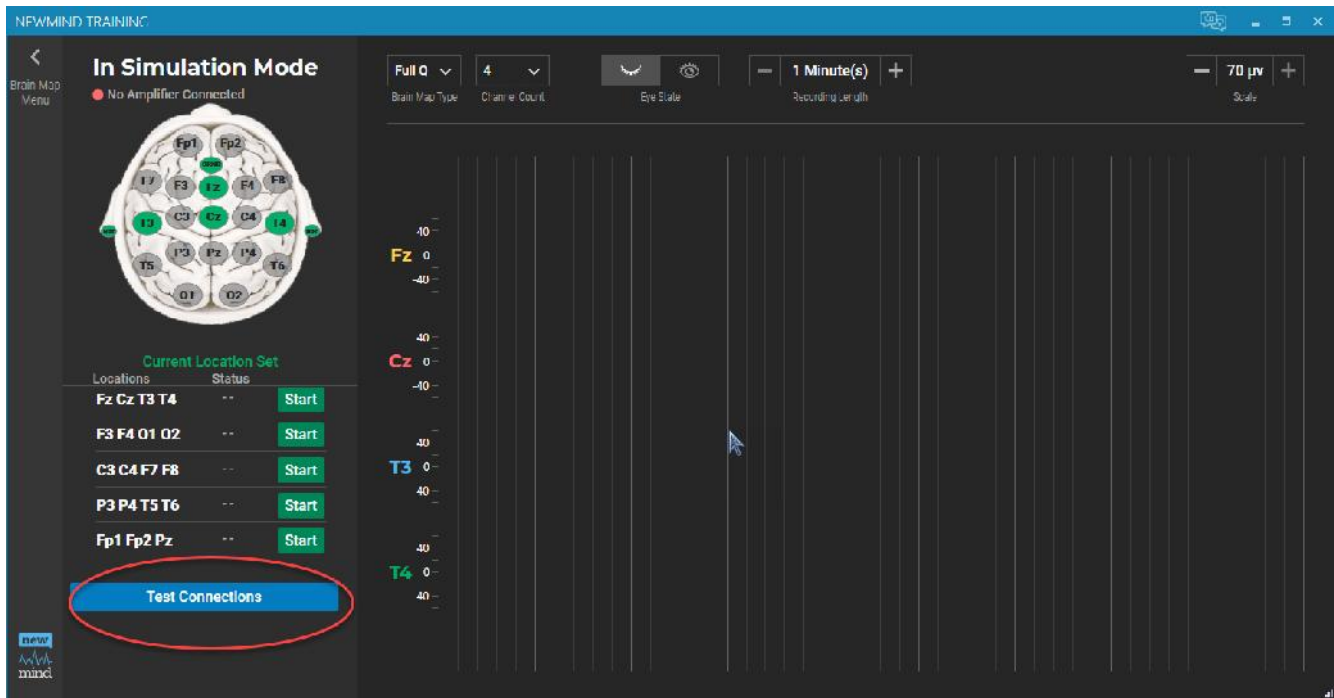 NEWMIND TRAINING
Brain Map
Menu
In Simulation Mode
No Amplifier Connected
Full Q
4
1 Minute(s)
70 µv
Brain Map Type
Channel Count
Eye State
Recording Length
Scale
Fp1 Fp2
F3 Fz F4 F8
T3 C3 Cz C4 T4
T5 P3 Pz P4 T6
O1 O2
Current Location Set
Locations Status
Fz Cz T3 T4 -- Start
F3 F4 O1 O2 -- Start
C3 C4 F7 F8 -- Start
P3 P4 T5 T6 -- Start
Fp1 Fp2 Pz -- Start
Test Connections
40
Fz 0
-40
40
Cz 0
-40
40
T3 0
40
40
T4 0
40
new
mind